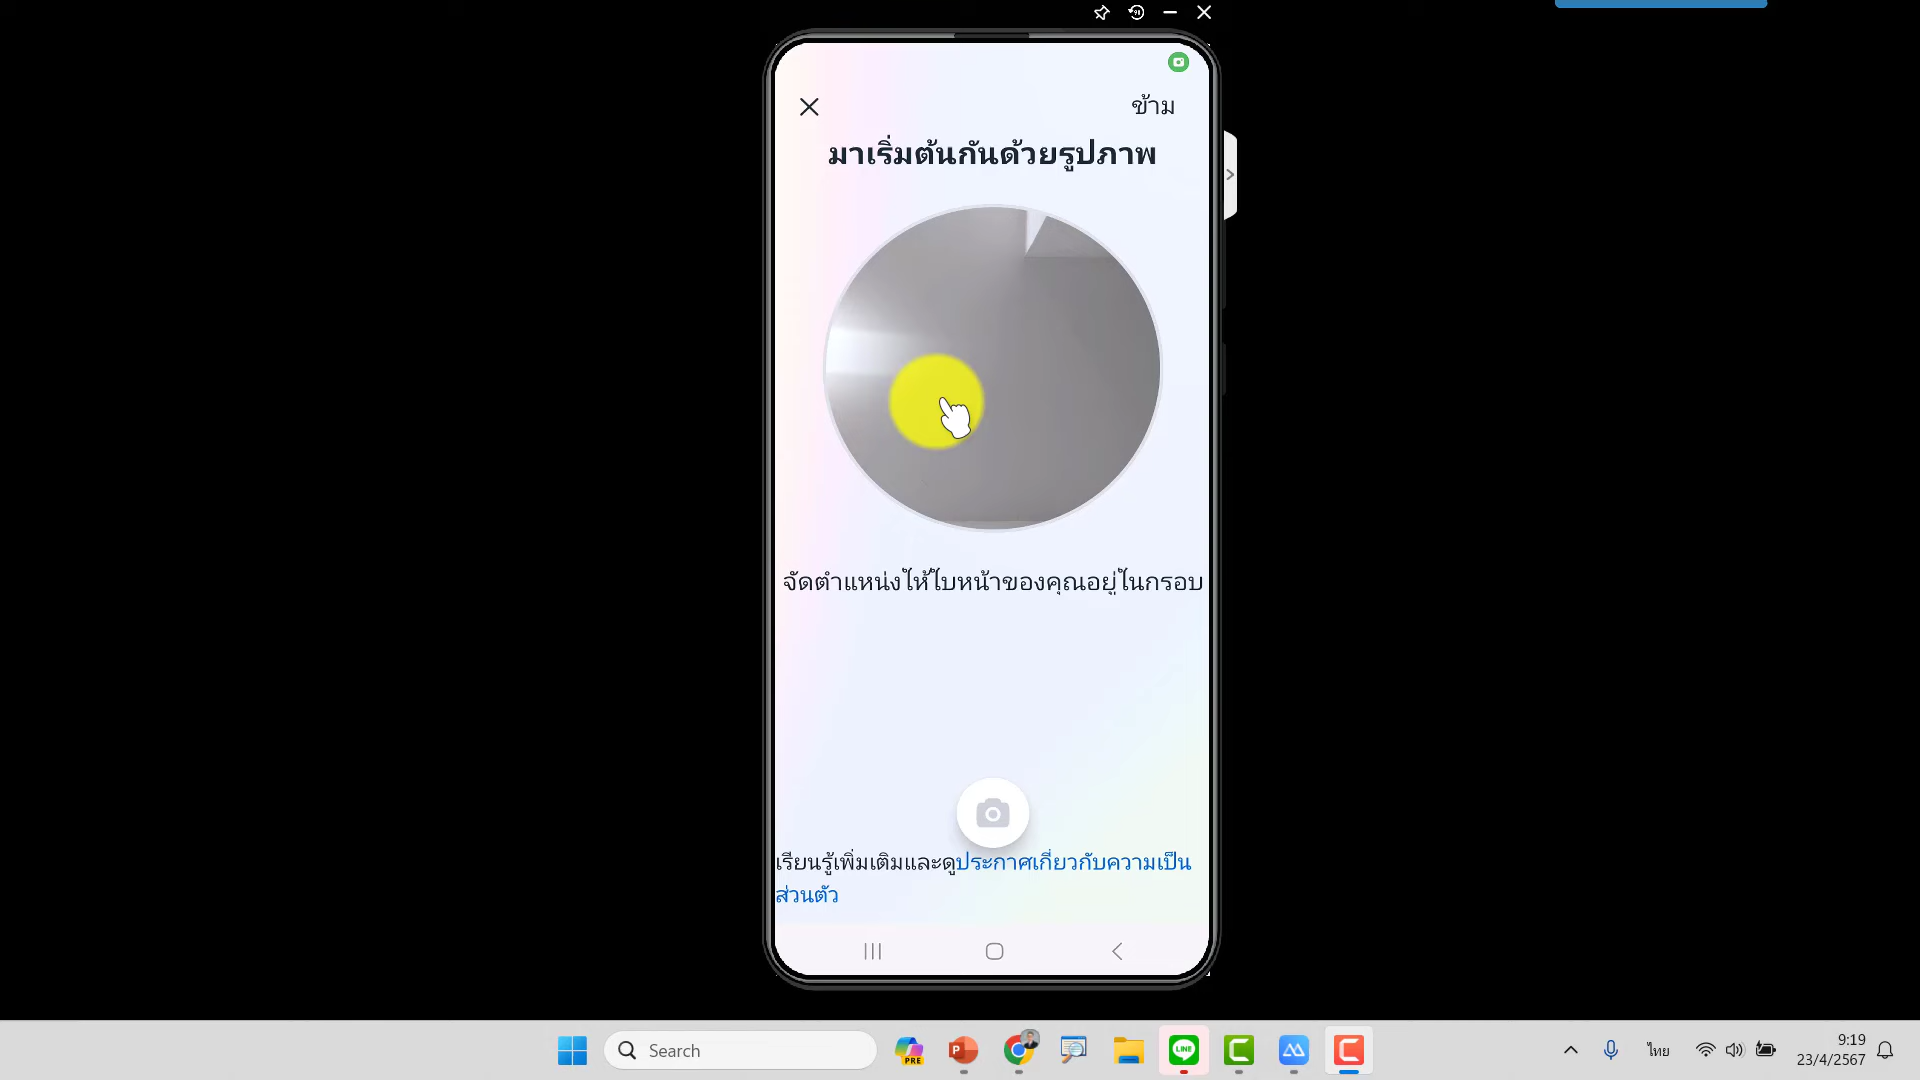 ข้าม
มาเริ่มต้นกันด้วยรูปภาพ
จัดตำแหน่งให้ใบหน้าของคุณอยู่ในกรอบ
เรียนรู้เพิ่มเติมและดูประกาศเกี่ยวกับความเป็น
ส่วนตัว
Search
PRE
P
LINE
ไทย
9:19
23/4/2567